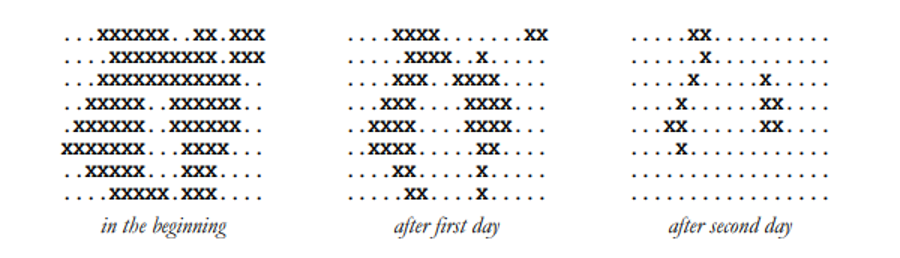 ...xxxxxx..xx.xxx ....xxxx.......xx .....xx..........
....xxxxxxxxx.xxx .....xxxx..x..... ......x..........
...xxxxxxxxxxxx.. ....xxx..xxxx.... .....x.....x.....
..xxxxx..xxxxxx.. ...xxx....xxxx... ....x......xx....
.xxxxxx..xxxxxx.. ..xxxx....xxxx... ...xx......xx....
xxxxxxx...xxxx... ..xxxx.....xx.... ....x............
..xxxxx...xxx.... ....xx.....x..... .................
....xxxxx.xxx.... .....xx....x..... .................
in the beginning after first day after second day